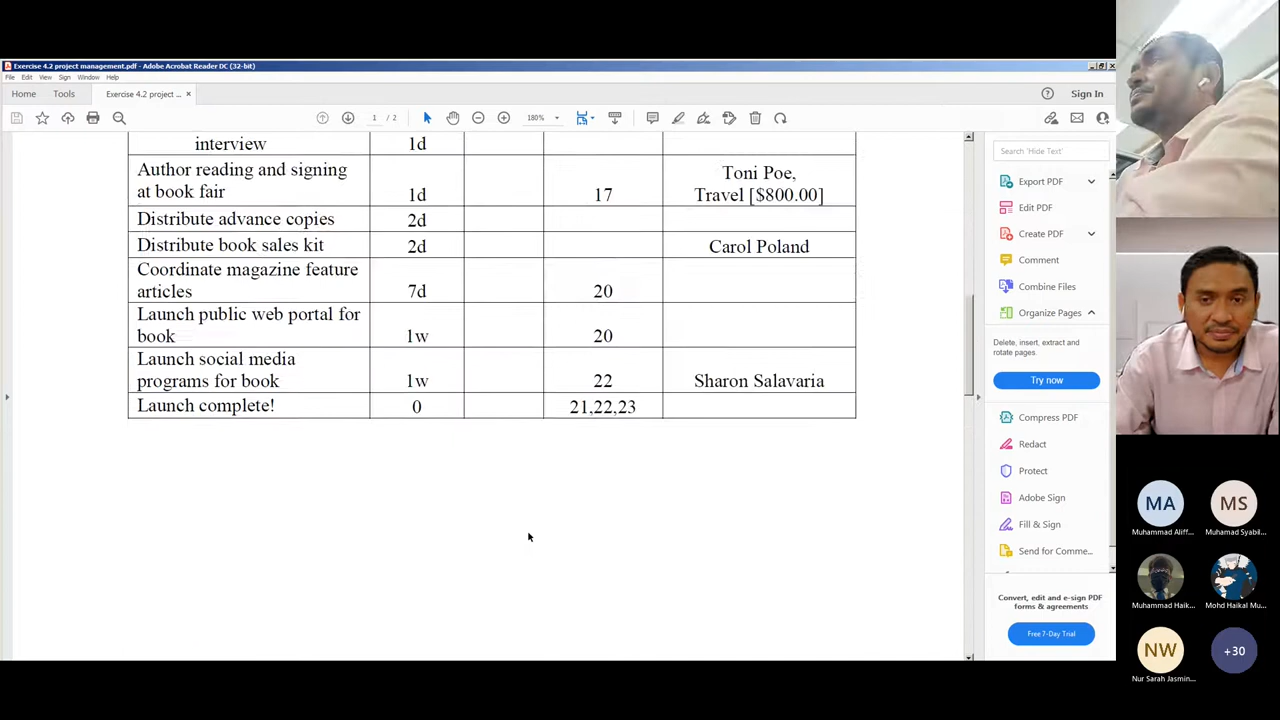 Exercise 4.2 project management.pdf - Adobe Acrobat Reader DC (32-bit)
File Edit View Sign Window Help
Home Tools Exercise 4.2 project ... × Sign In
1 / 2 180%
interview 1d
Author reading and signing
at book fair 1d 17 Toni Poe,
Travel [$800.00]
Distribute advance copies 2d
Distribute book sales kit 2d Carol Poland
Coordinate magazine feature
articles 7d 20
Launch public web portal for
book 1w 20
Launch social media
programs for book 1w 22 Sharon Salavaria
Launch complete! 0 21,22,23
Search 'Hide Text'
Export PDF
Edit PDF
Create PDF
Comment
Combine Files
Organize Pages
Delete, insert, extract and
rotate pages.
Try now
Compress PDF
Redact
Protect
Adobe Sign
Fill & Sign
Send for Comme...
Convert, edit and e-sign PDF
forms & agreements
Free 7-Day Trial
MA MS
Muhammad Aliff... Muhamad Syabil...
Muhammad Haik... Mohd Haikal Mu...
NW +30
Nur Sarah Jasmin...